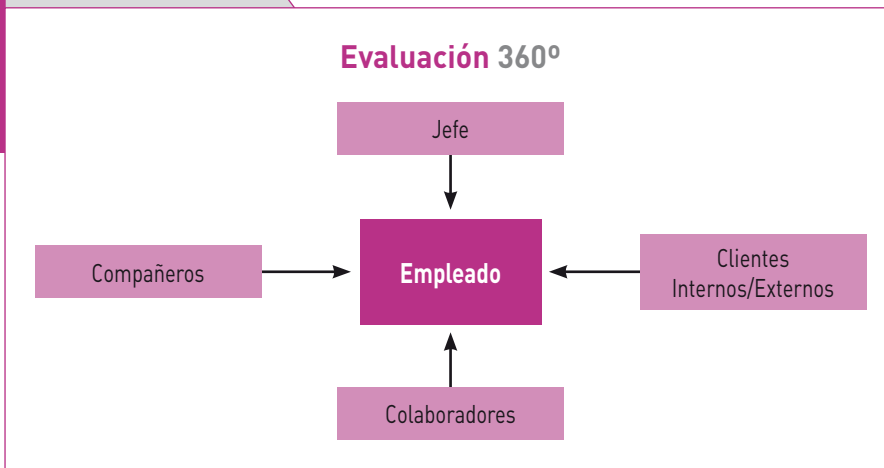 Evaluación 360º
Jefe
Compañeros
Empleado
Clientes
Internos/Externos
Colaboradores